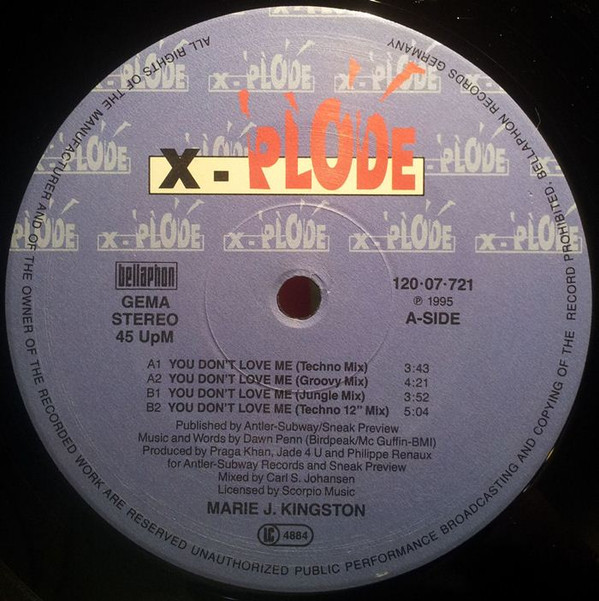 X-'PLÒDÉ
bellaphon
GEMA
STEREO
45 UpM
120·07·721
℗ 1995
A-SIDE
A1 YOU DON'T LOVE ME (Techno Mix) 3:43
A2 YOU DON'T LOVE ME (Groovy Mix) 4:21
B1 YOU DON'T LOVE ME (Jungle Mix) 3:52
B2 YOU DON'T LOVE ME (Techno 12" Mix) 5:04
Published by Antler-Subway/Sneak Preview
Music and Words by Dawn Penn (Birdpeak/Mc Guffin-BMI)
Produced by Praga Khan, Jade 4 U and Philippe Renaux
for Antler-Subway Records and Sneak Preview
Mixed by Carl S. Johansen
Licensed by Scorpio Music
MARIE J. KINGSTON
LC 4884
ALL RIGHTS OF THE MANUFACTURER AND OF THE OWNER OF THE RECORDED WORK ARE RESERVED UNAUTHORIZED PUBLIC PERFORMANCE BROADCASTING AND COPYING OF THE RECORD PROHIBITED, BELLAPHON RECORDS GERMANY